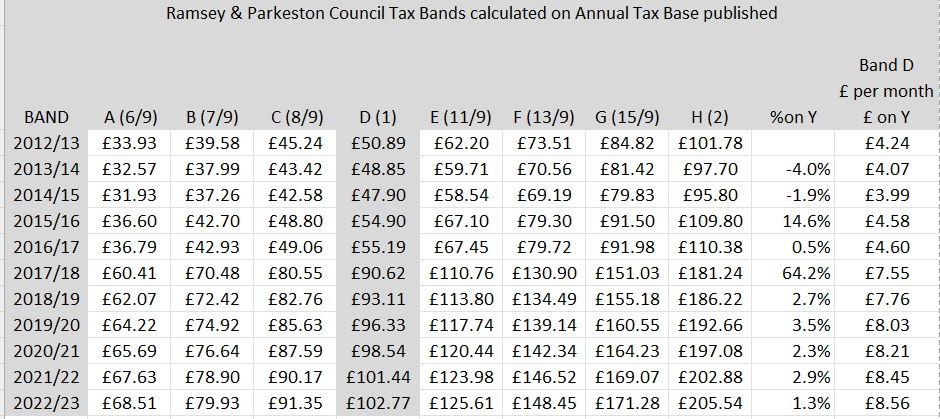 Ramsey & Parkeston Council Tax Bands calculated on Annual Tax Base published
Band D
£ per month
BAND A (6/9) B (7/9) C (8/9) D (1) E (11/9) F (13/9) G (15/9) H (2) %on Y £ on Y
2012/13 £33.93 £39.58 £45.24 £50.89 £62.20 £73.51 £84.82 £101.78 £4.24
2013/14 £32.57 £37.99 £43.42 £48.85 £59.71 £70.56 £81.42 £97.70 -4.0% £4.07
2014/15 £31.93 £37.26 £42.58 £47.90 £58.54 £69.19 £79.83 £95.80 -1.9% £3.99
2015/16 £36.60 £42.70 £48.80 £54.90 £67.10 £79.30 £91.50 £109.80 14.6% £4.58
2016/17 £36.79 £42.93 £49.06 £55.19 £67.45 £79.72 £91.98 £110.38 0.5% £4.60
2017/18 £60.41 £70.48 £80.55 £90.62 £110.76 £130.90 £151.03 £181.24 64.2% £7.55
2018/19 £62.07 £72.42 £82.76 £93.11 £113.80 £134.49 £155.18 £186.22 2.7% £7.76
2019/20 £64.22 £74.92 £85.63 £96.33 £117.74 £139.14 £160.55 £192.66 3.5% £8.03
2020/21 £65.69 £76.64 £87.59 £98.54 £120.44 £142.34 £164.23 £197.08 2.3% £8.21
2021/22 £67.63 £78.90 £90.17 £101.44 £123.98 £146.52 £169.07 £202.88 2.9% £8.45
2022/23 £68.51 £79.93 £91.35 £102.77 £125.61 £148.45 £171.28 £205.54 1.3% £8.56